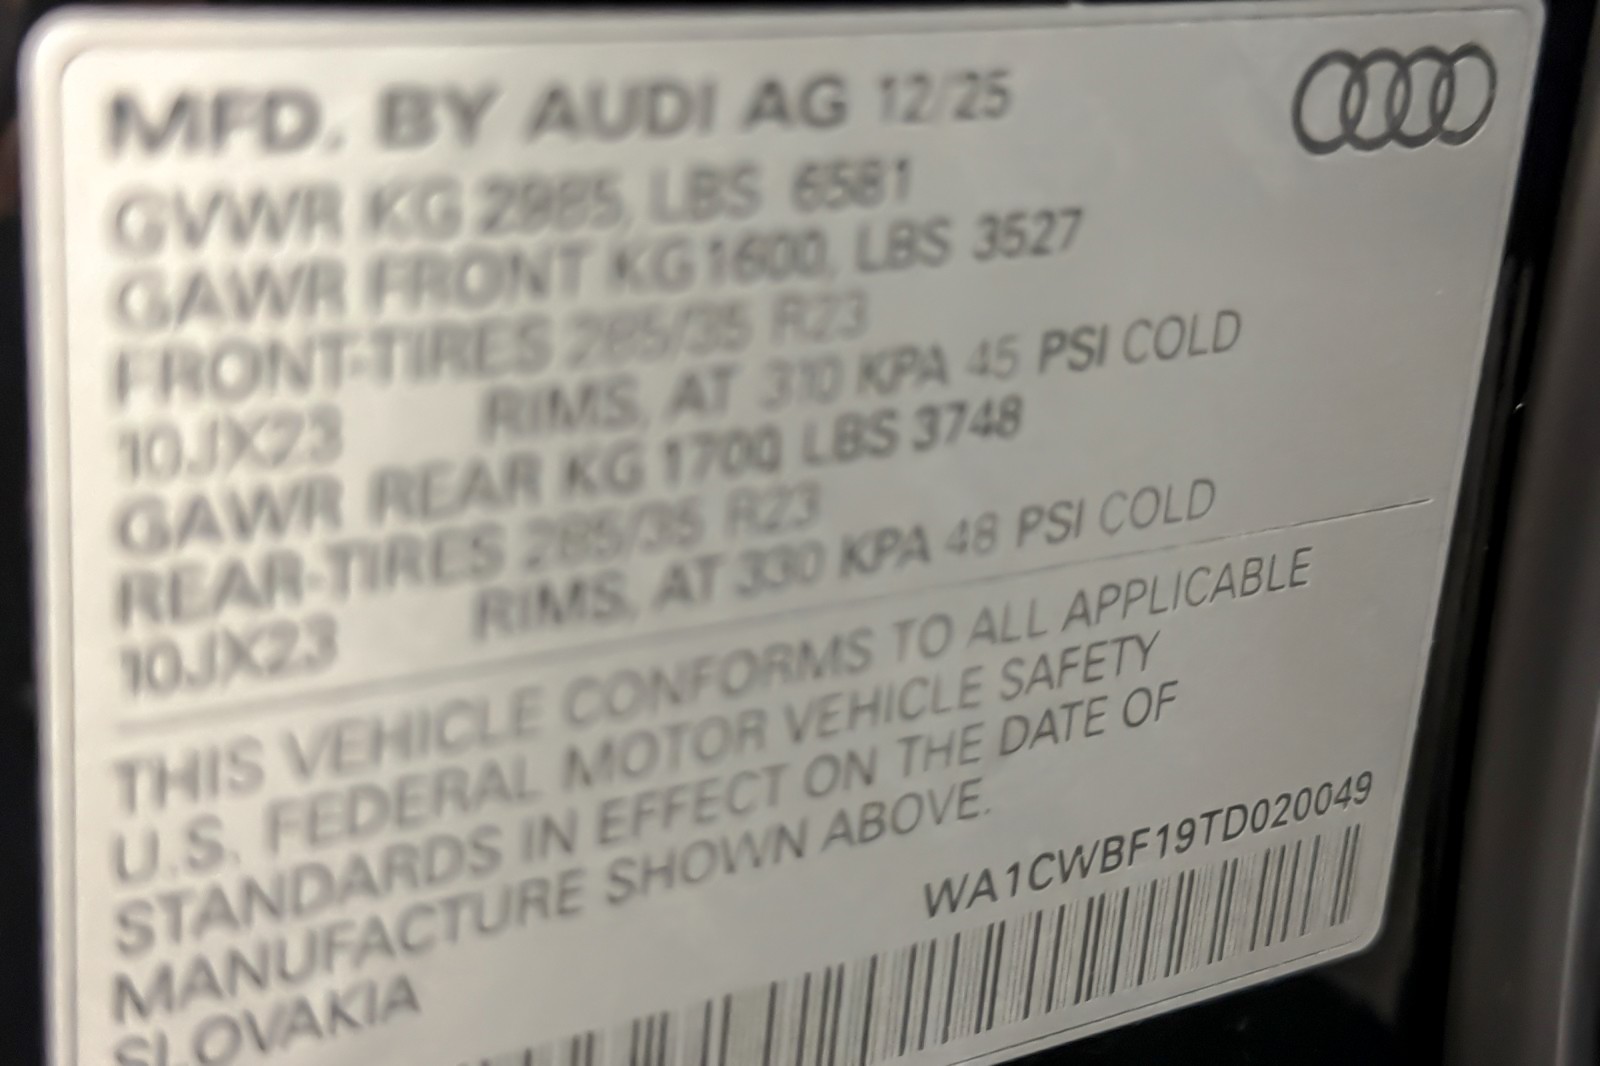 MFD. BY AUDI AG 12/25
GVWR KG 2985, LBS 6581
GAWR FRONT KG 1600, LBS 3527
FRONT-TIRES 285/35 R23
10JX23 RIMS, AT 310 KPA 45 PSI COLD
GAWR REAR KG 1700 LBS 3748
REAR-TIRES 285/35 R23
10JX23 RIMS, AT 330 KPA 48 PSI COLD
THIS VEHICLE CONFORMS TO ALL APPLICABLE
U.S. FEDERAL MOTOR VEHICLE SAFETY
STANDARDS IN EFFECT ON THE DATE OF
MANUFACTURE SHOWN ABOVE.
WA1CWBF19TD020049
SLOVAKIA